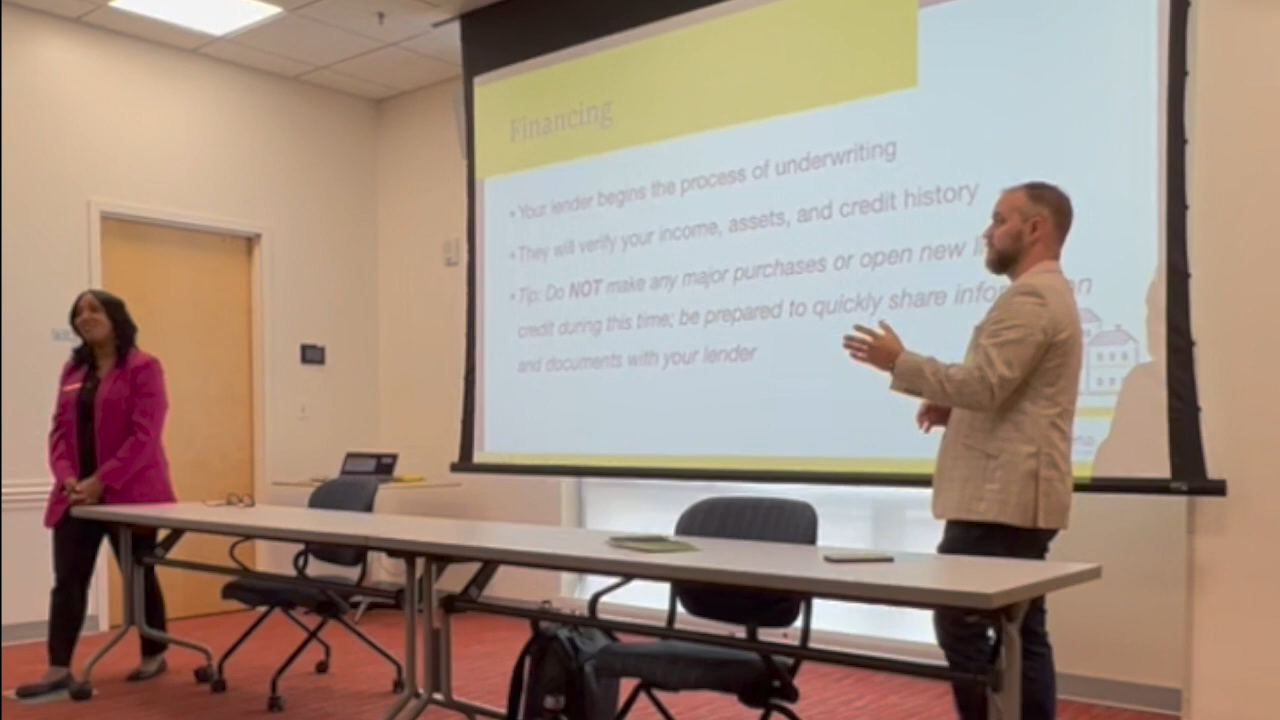 Financing
• Your lender begins the process of underwriting
• They will verify your income, assets, and credit history
• Tip: Do NOT make any major purchases or open new
credit during this time; be prepared to quickly share
and documents with your lender